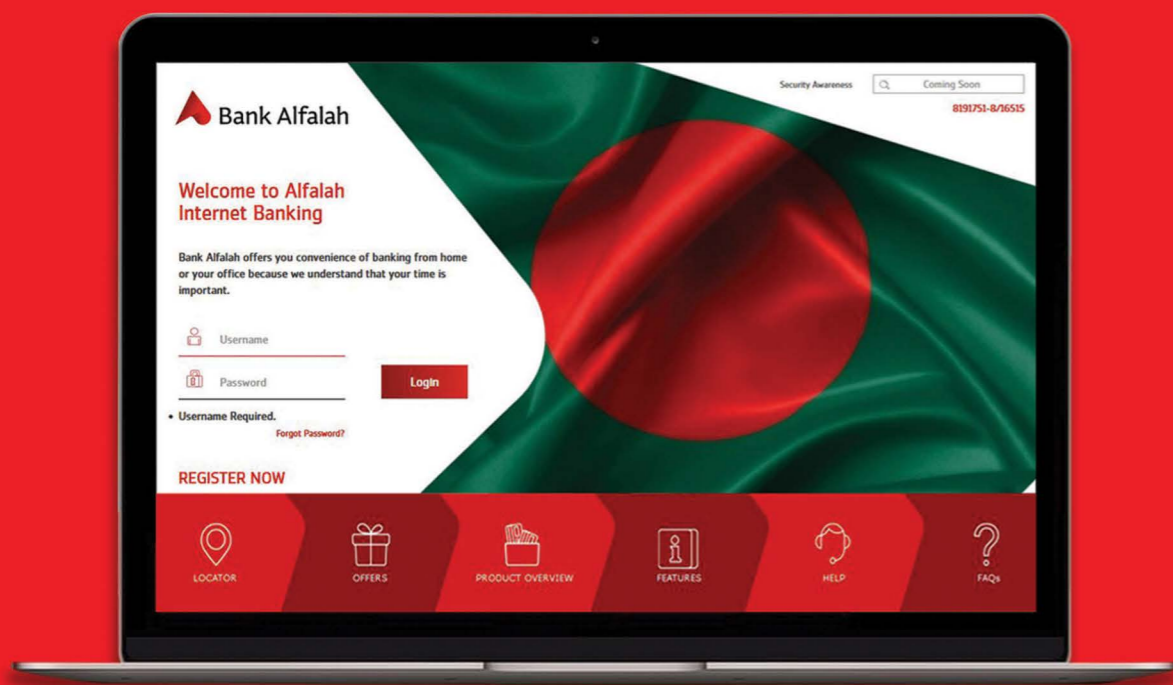 Bank Alfalah
Security Awareness
Coming Soon
8191751-8/16515
Welcome to Alfalah
Internet Banking
Bank Alfalah offers you convenience of banking from home
or your office because we understand that your time is
important.
Username
Password
Login
• Username Required.
Forgot Password?
REGISTER NOW
LOCATOR
OFFERS
PRODUCT OVERVIEW
FEATURES
HELP
FAQs